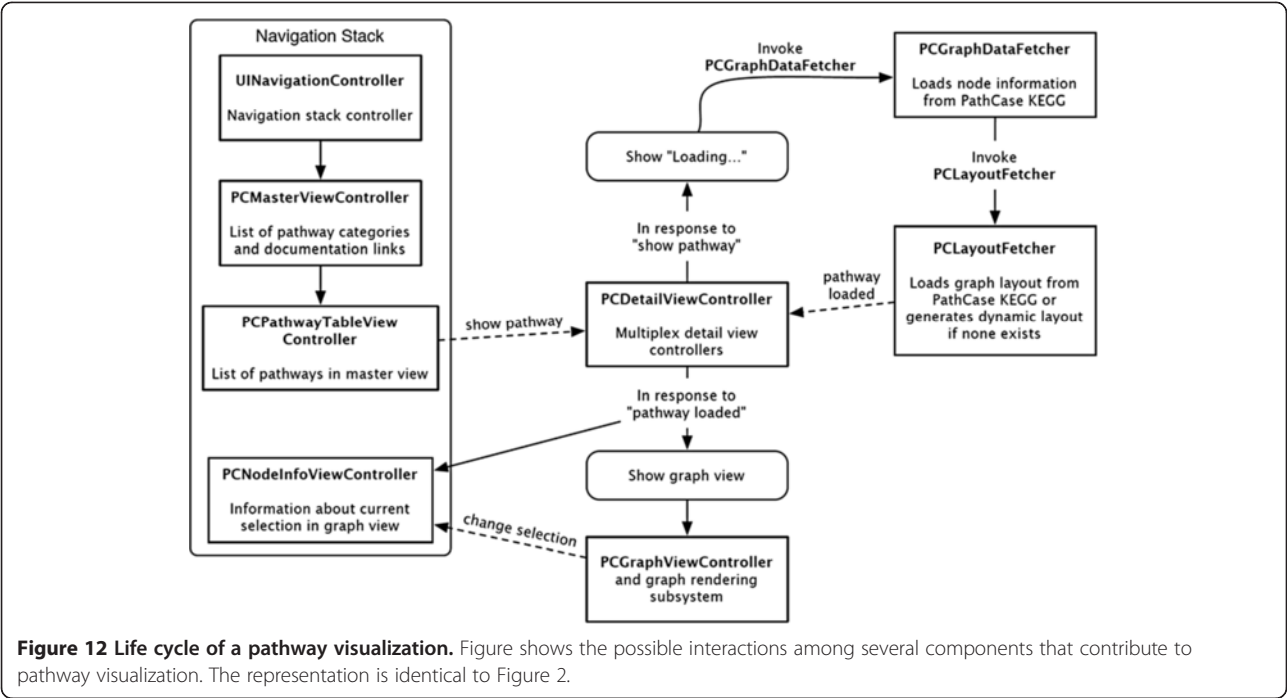 Navigation Stack
UINavigationController
Navigation stack controller
PCMasterViewController
List of pathway categories
and documentation links
PCPathwayTableView
Controller
List of pathways in master view
PCNodeInfoViewController
Information about current
selection in graph view
show pathway
Invoke
PCGraphDataFetcher
Show "Loading..."
In response to
"show pathway"
PCDetailViewController
Multiplex detail view
controllers
In response to
"pathway loaded"
Show graph view
change selection
PCGraphViewController
and graph rendering
subsystem
PCGraphDataFetcher
Loads node information
from PathCase KEGG
Invoke
PCLayoutFetcher
PCLayoutFetcher
Loads graph layout from
PathCase KEGG or
generates dynamic layout
if none exists
pathway
loaded
Figure 12 Life cycle of a pathway visualization. Figure shows the possible interactions among several components that contribute to
pathway visualization. The representation is identical to Figure 2.